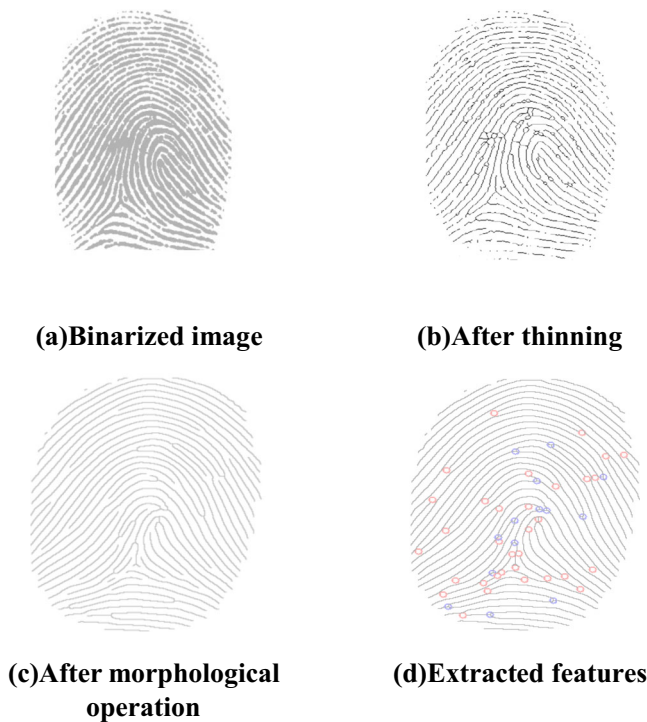 (a)Binarized image
(b)After thinning
(c)After morphological
operation
(d)Extracted features